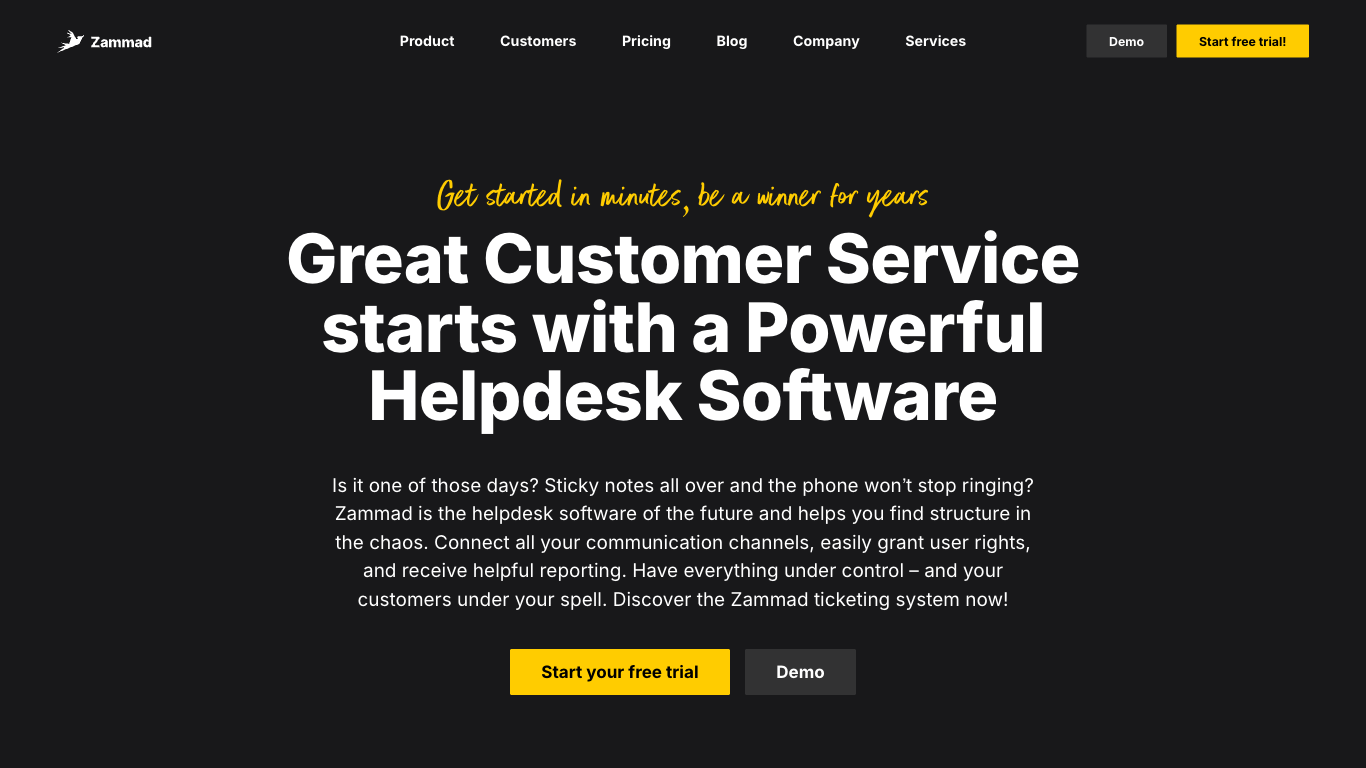 Zammad
Product
Customers
Pricing
Blog
Company
Services
Demo
Start free trial!
Get started in minutes, be a winner for years
Great Customer Service
starts with a Powerful
Helpdesk Software
Is it one of those days? Sticky notes all over and the phone won’t stop ringing?
Zammad is the helpdesk software of the future and helps you find structure in
the chaos. Connect all your communication channels, easily grant user rights,
and receive helpful reporting. Have everything under control – and your
customers under your spell. Discover the Zammad ticketing system now!
Start your free trial
Demo